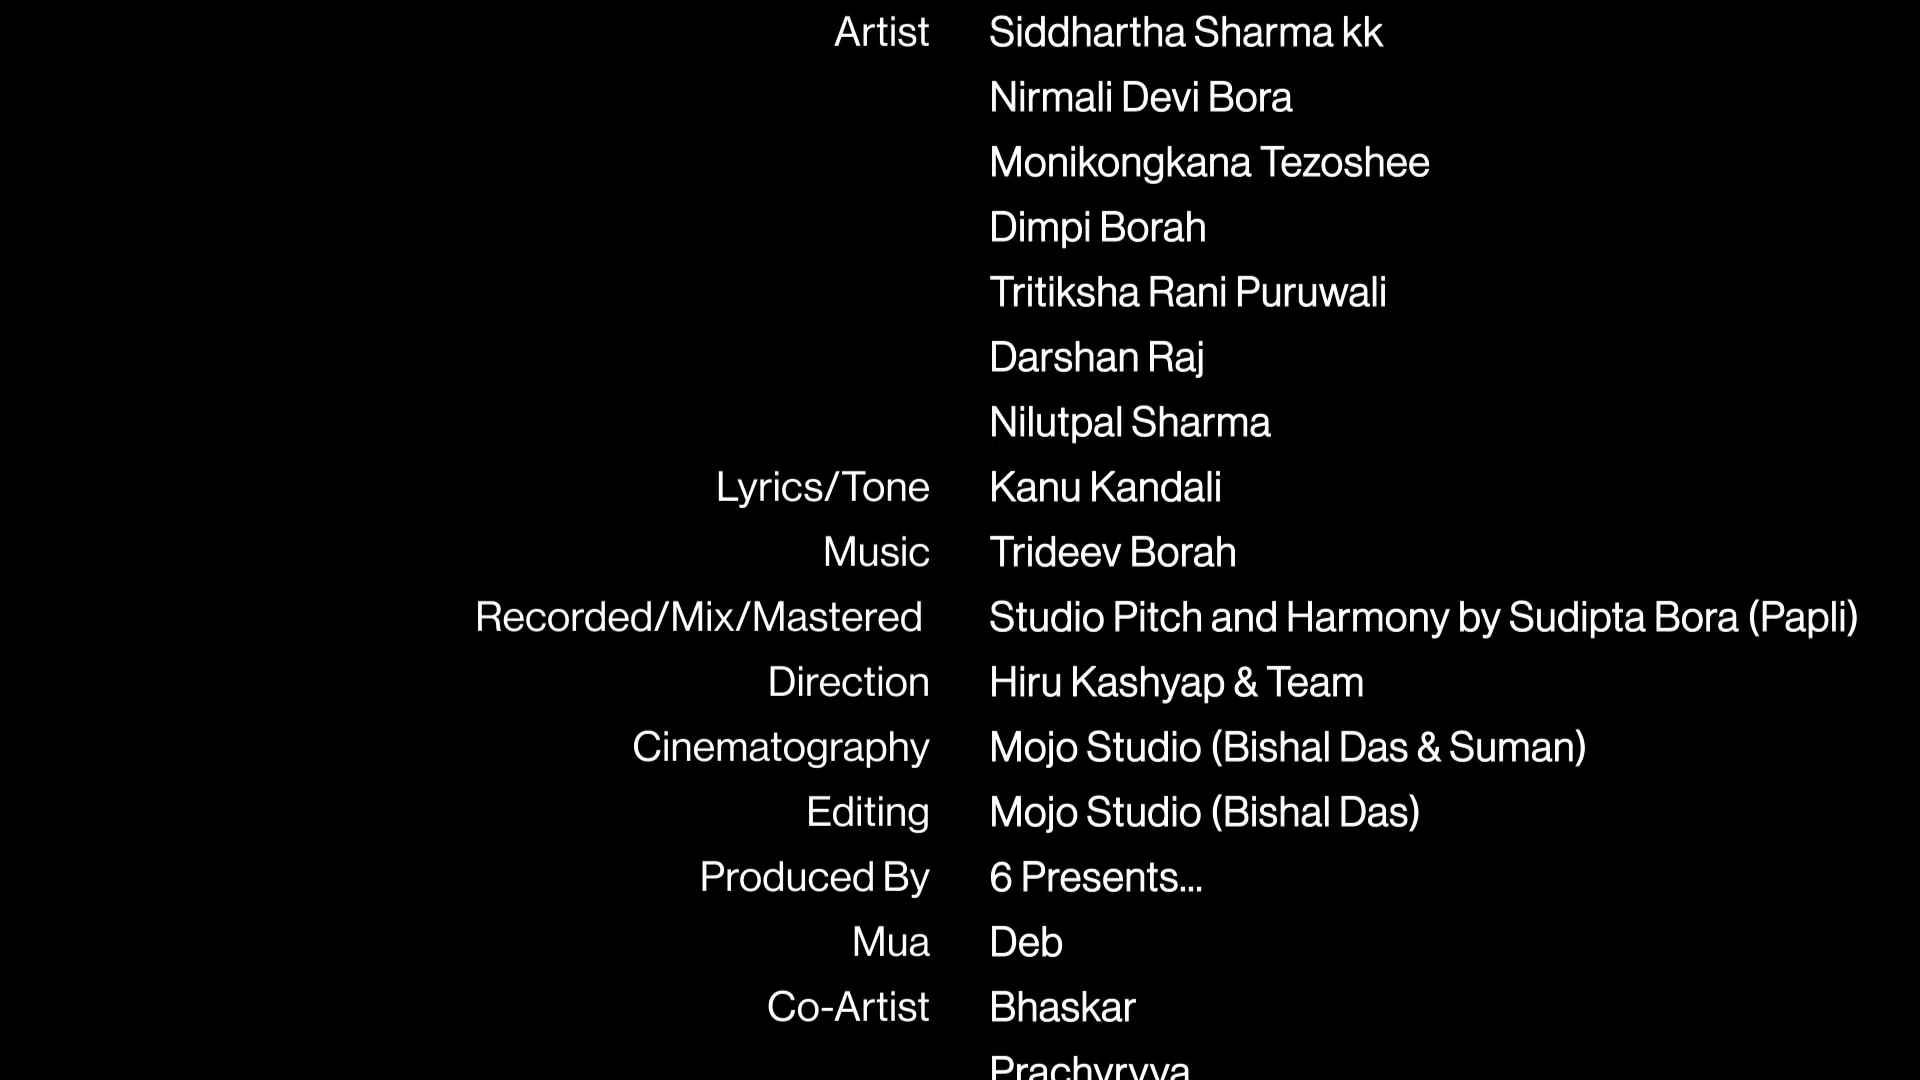 Artist Siddhartha Sharma kk
Nirmali Devi Bora
Monikongkana Tezoshee
Dimpi Borah
Tritiksha Rani Puruwali
Darshan Raj
Nilutpal Sharma
Lyrics/Tone Kanu Kandali
Music Trideev Borah
Recorded/Mix/Mastered Studio Pitch and Harmony by Sudipta Bora (Papli)
Direction Hiru Kashyap & Team
Cinematography Mojo Studio (Bishal Das & Suman)
Editing Mojo Studio (Bishal Das)
Produced By 6 Presents...
Mua Deb
Co-Artist Bhaskar